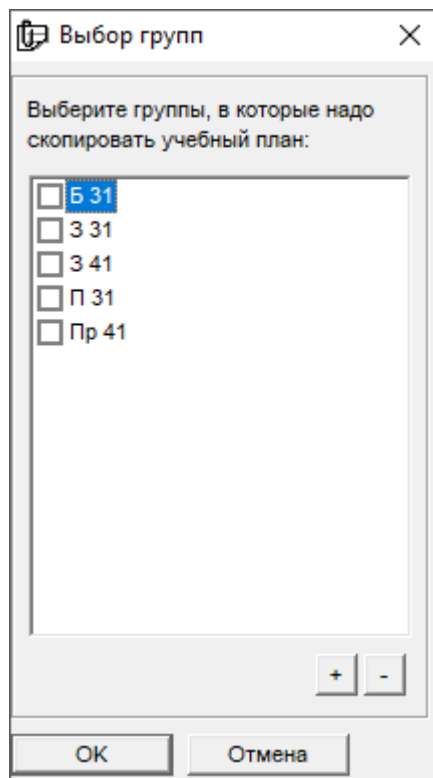 Выбор групп
Выберите группы, в которые надо
скопировать учебный план:
Б 31
З 31
З 41
П 31
Пр 41
+ -
OK Отмена